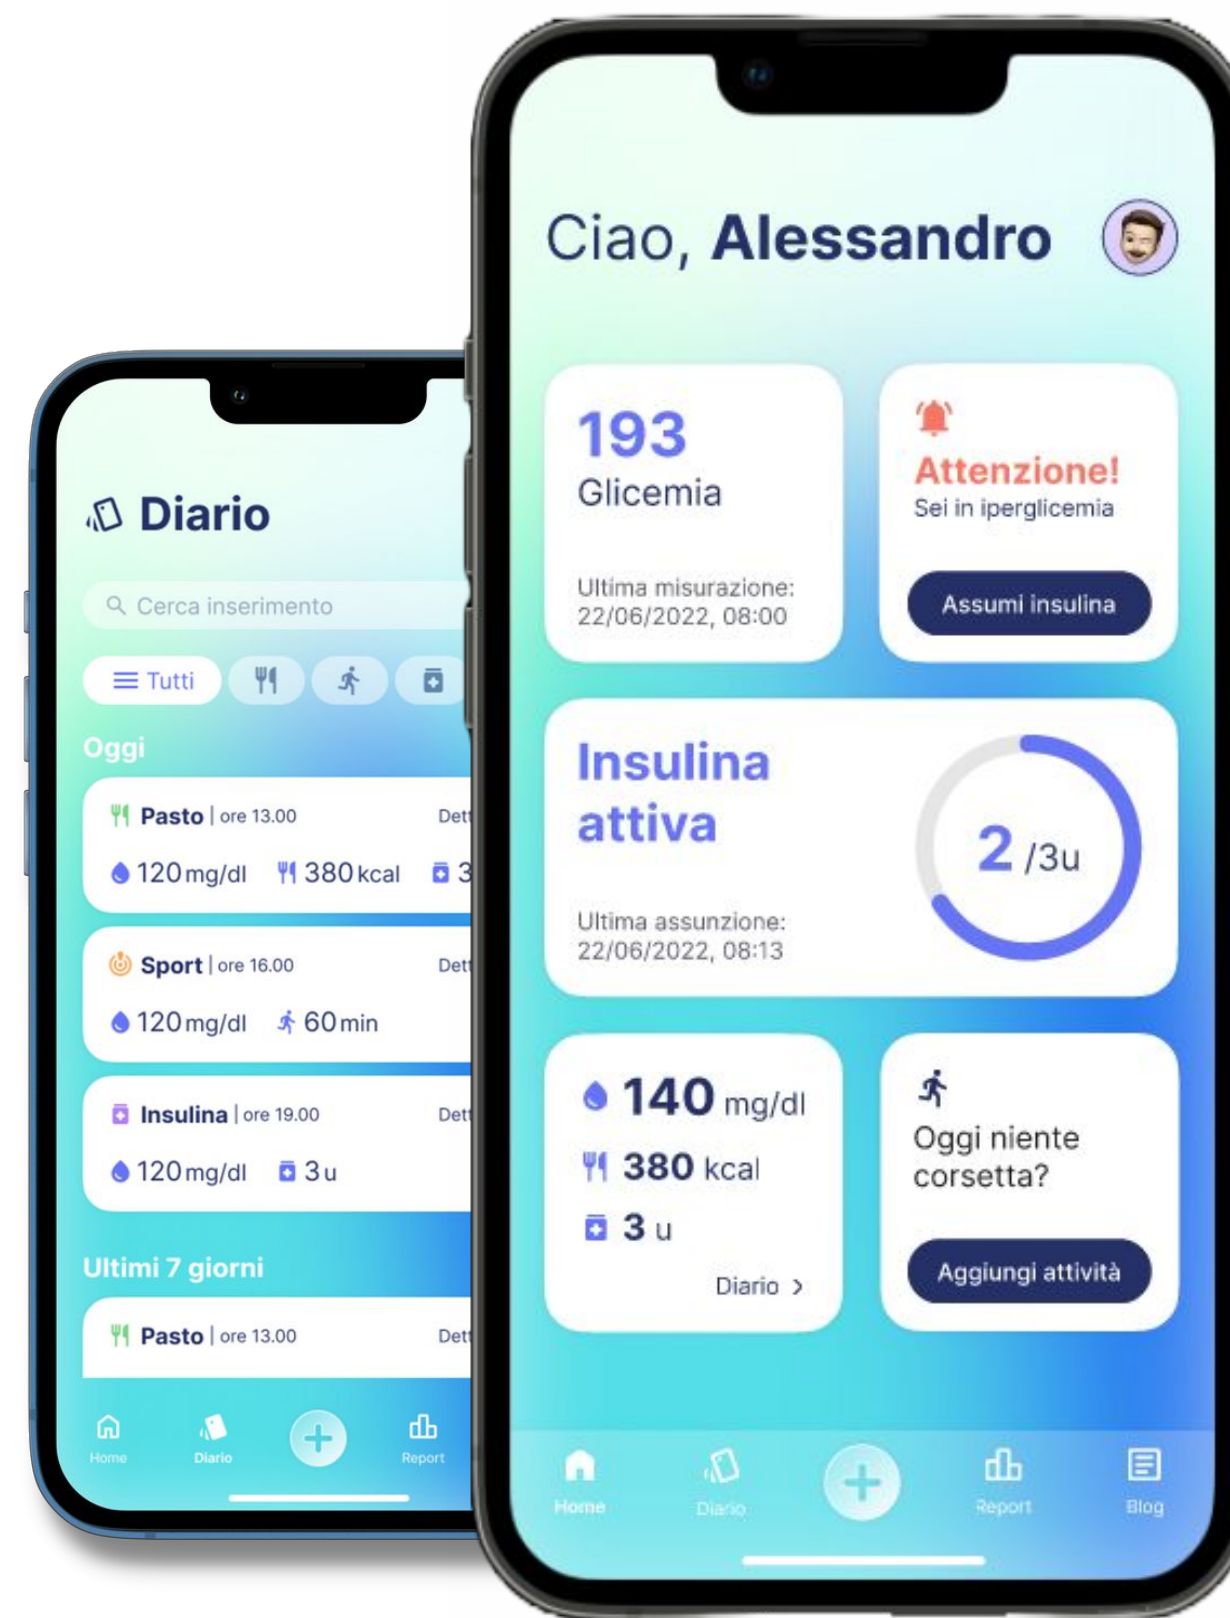 Diario
Cerca inserimento
Tutti
Oggi
Pasto | ore 13.00
120 mg/dl 380 kcal 3
Sport | ore 16.00
120 mg/dl 60 min
Insulina | ore 19.00
120 mg/dl 3 u
Ultimi 7 giorni
Pasto | ore 13.00
Home Diario Report
Ciao, Alessandro
193
Glicemia
Ultima misurazione:
22/06/2022, 08:00
Attenzione!
Sei in iperglicemia
Assumi insulina
Insulina
attiva
Ultima assunzione:
22/06/2022, 08:13
2 /3u
140 mg/dl
380 kcal
3 u
Diario >
Oggi niente
corsetta?
Aggiungi attività
Home Diario Report Blog